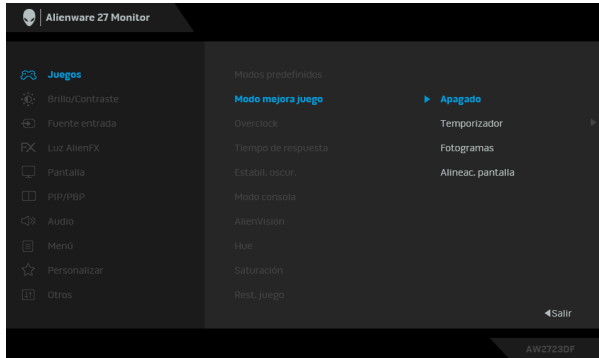 Alienware 27 Monitor
Juegos
Brillo/Contraste
Fuente entrada
Luz AlienFX
Pantalla
PIP/PBP
Audio
Menú
Personalizar
Otros
Modos predefinidos
Modo mejora juego
Overclock
Tiempo de respuesta
Estabil. oscur.
Modo consola
AlienVision
Hue
Saturación
Rest. juego
Apagado
Temporizador
Fotogramas
Alineac. pantalla
Salir
AW2723DF